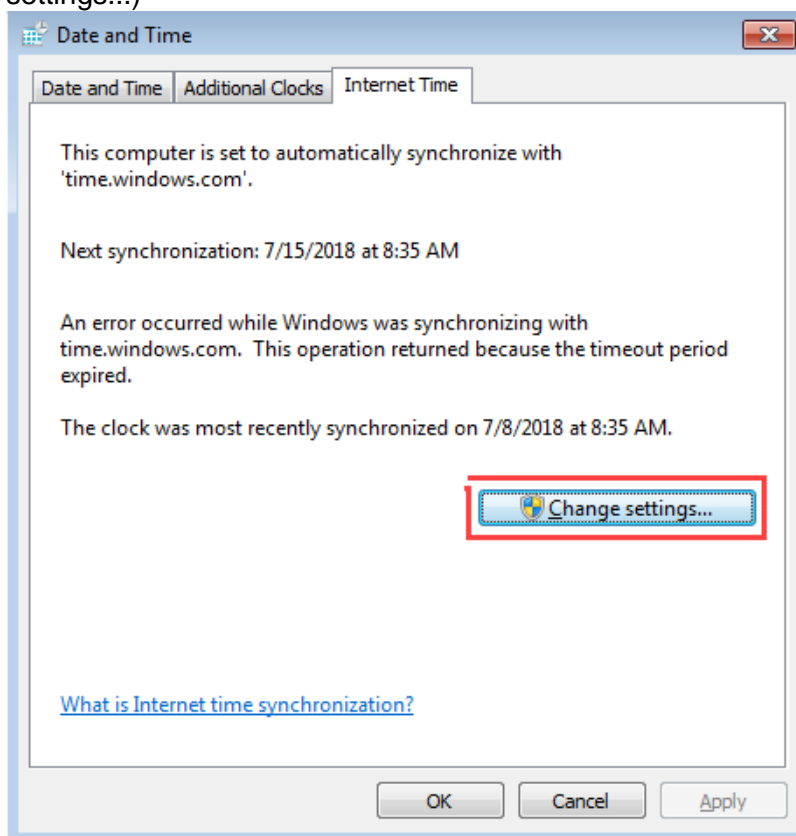 settings...)
Date and Time
Date and Time Additional Clocks Internet Time
This computer is set to automatically synchronize with
'time.windows.com'.
Next synchronization: 7/15/2018 at 8:35 AM
An error occurred while Windows was synchronizing with
time.windows.com.  This operation returned because the timeout period
expired.
The clock was most recently synchronized on 7/8/2018 at 8:35 AM.
Change settings...
What is Internet time synchronization?
OK Cancel Apply